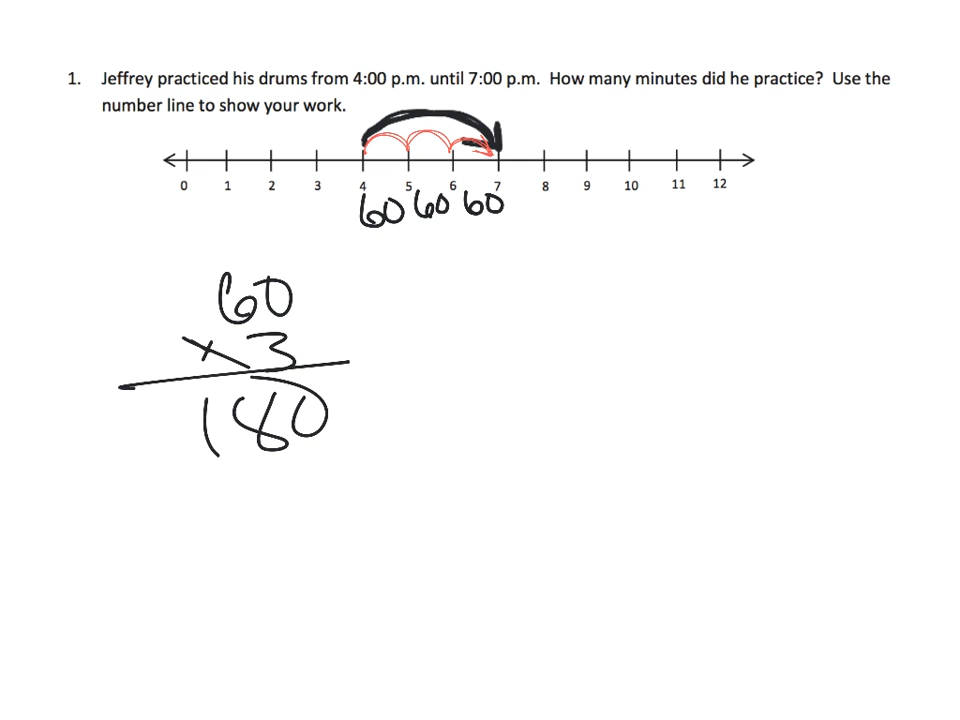 1. Jeffrey practiced his drums from 4:00 p.m. until 7:00 p.m. How many minutes did he practice? Use the
number line to show your work.
0 1 2 3 4 5 6 7 8 9 10 11 12
60 60 60
60
× 3
180